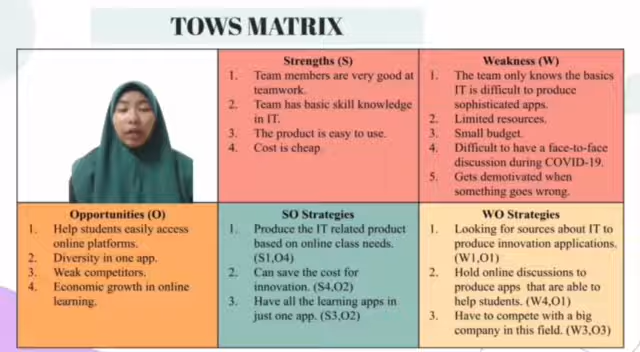 TOWS MATRIX
Strengths (S)
1. Team members are very good at
teamwork.
2. Team has basic skill knowledge
in IT.
3. The product is easy to use.
4. Cost is cheap
Weakness (W)
1. The team only knows the basics
IT is difficult to produce
sophisticated apps.
2. Limited resources.
3. Small budget.
4. Difficult to have a face-to-face
discussion during COVID-19.
5. Gets demotivated when
something goes wrong.
Opportunities (O)
1. Help students easily access
online platforms.
2. Diversity in one app.
3. Weak competitors.
4. Economic growth in online
learning.
SO Strategies
1. Produce the IT related product
based on online class needs.
(S1,O4)
2. Can save the cost for
innovation. (S4,O2)
3. Have all the learning apps in
just one app. (S3,O2)
WO Strategies
1. Looking for sources about IT to
produce innovation applications.
(W1,O1)
2. Hold online discussions to
produce apps that are able to
help students. (W4,O1)
3. Have to compete with a big
company in this field. (W3,O3)